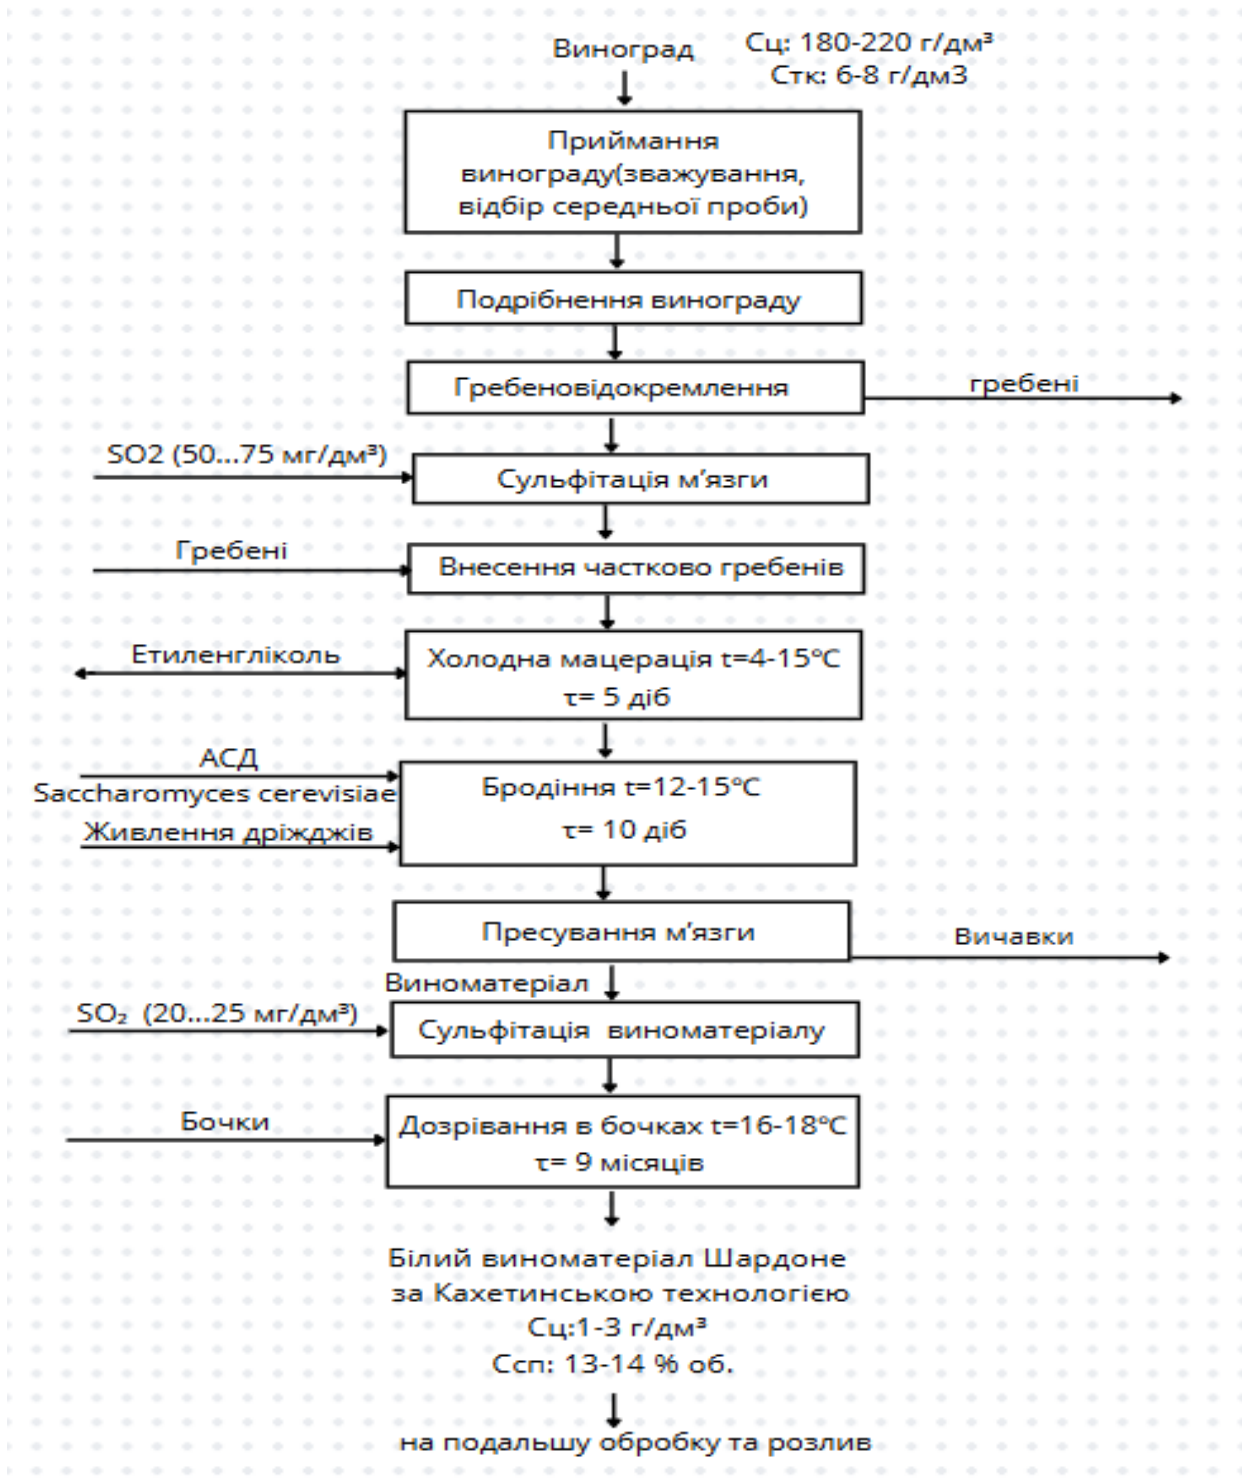 Виноград
Сц: 180-220 г/дм³
Стк: 6-8 г/дм3
Приймання
винограду(зважування,
відбір середньої проби)
Подрібнення винограду
Гребеновідокремлення
гребені
SO2 (50...75 мг/дм³)
Сульфітація м’язги
Гребені
Внесення частково гребенів
Етиленгліколь
Холодна мацерація t=4-15°C
τ= 5 діб
АСД
Saccharomyces cerevisiae
Живлення дріжджів
Бродіння t=12-15°C
τ= 10 діб
Пресування м’язги
Вичавки
Виноматеріал
SO₂ (20...25 мг/дм³)
Сульфітація виноматеріалу
Бочки
Дозрівання в бочках t=16-18°C
τ= 9 місяців
Білий виноматеріал Шардоне
за Кахетинською технологією
Сц:1-3 г/дм³
Ссп: 13-14 % об.
на подальшу обробку та розлив